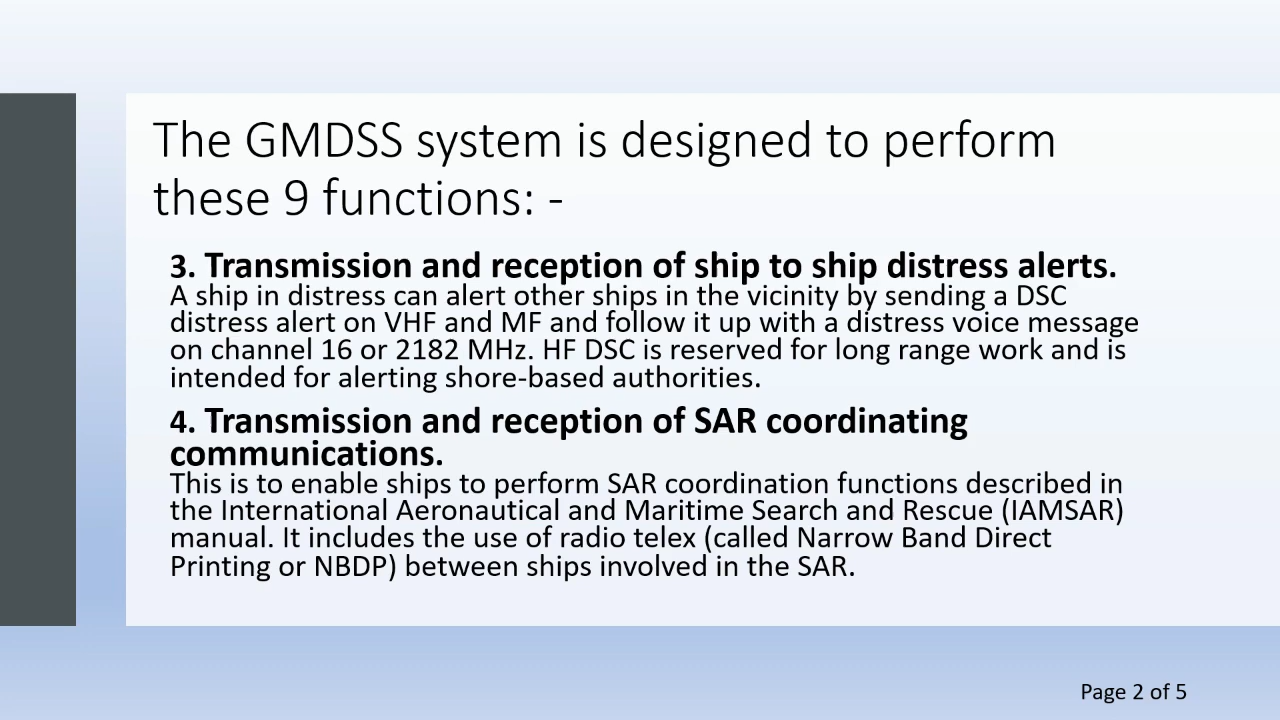 The GMDSS system is designed to perform
these 9 functions: -
3. Transmission and reception of ship to ship distress alerts.
A ship in distress can alert other ships in the vicinity by sending a DSC
distress alert on VHF and MF and follow it up with a distress voice message
on channel 16 or 2182 MHz. HF DSC is reserved for long range work and is
intended for alerting shore-based authorities.
4. Transmission and reception of SAR coordinating
communications.
This is to enable ships to perform SAR coordination functions described in
the International Aeronautical and Maritime Search and Rescue (IAMSAR)
manual. It includes the use of radio telex (called Narrow Band Direct
Printing or NBDP) between ships involved in the SAR.
Page 2 of 5